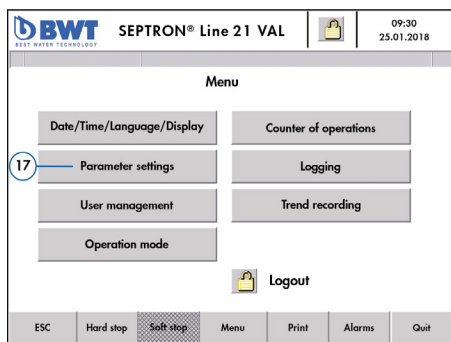 BWT
BEST WATER TECHNOLOGY
SEPTRON® Line 21 VAL
09:30
25.01.2018
Menu
Date/Time/Language/Display
Counter of operations
17
Parameter settings
Logging
User management
Trend recording
Operation mode
Logout
ESC
Hard stop
Soft stop
Menu
Print
Alarms
Quit